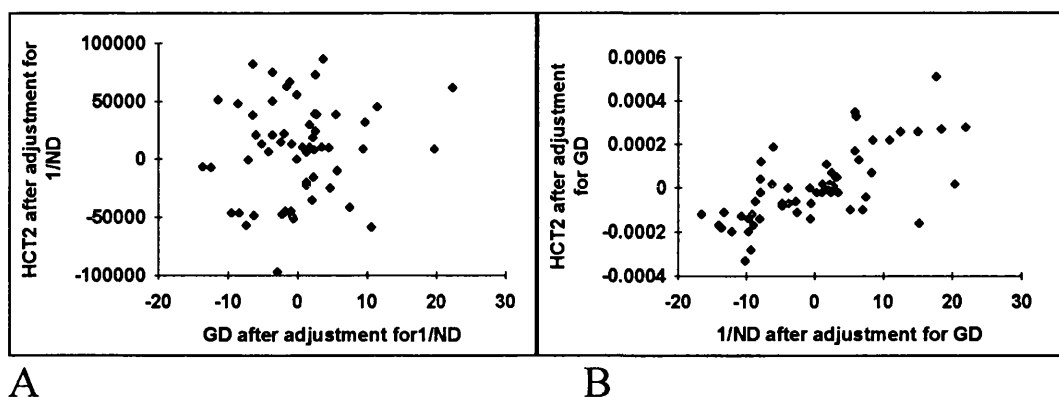 100000
50000
0
-50000
-100000
HCT2 after adjustment for
1/ND
-20 -10 0 10 20 30
GD after adjustment for1/ND
0.0006
0.0004
0.0002
0
-0.0002
-0.0004
HCT2 after adjustment
for GD
-20 -10 0 10 20 30
1/ND after adjustment for GD
A
B